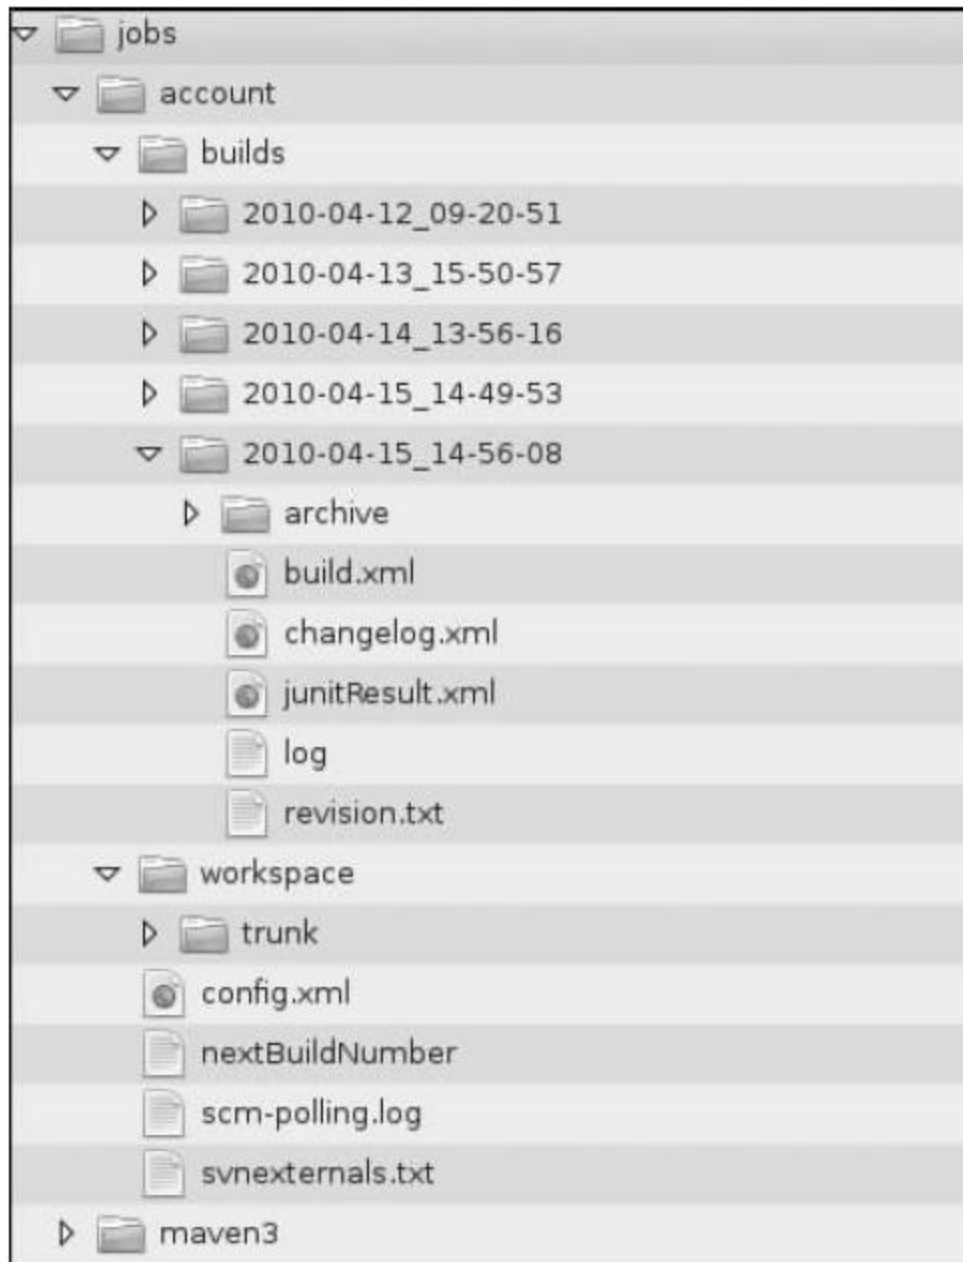 jobs
account
builds
2010-04-12_09-20-51
2010-04-13_15-50-57
2010-04-14_13-56-16
2010-04-15_14-49-53
2010-04-15_14-56-08
archive
build.xml
changelog.xml
junitResult.xml
log
revision.txt
workspace
trunk
config.xml
nextBuildNumber
scm-polling.log
svnexternals.txt
maven3